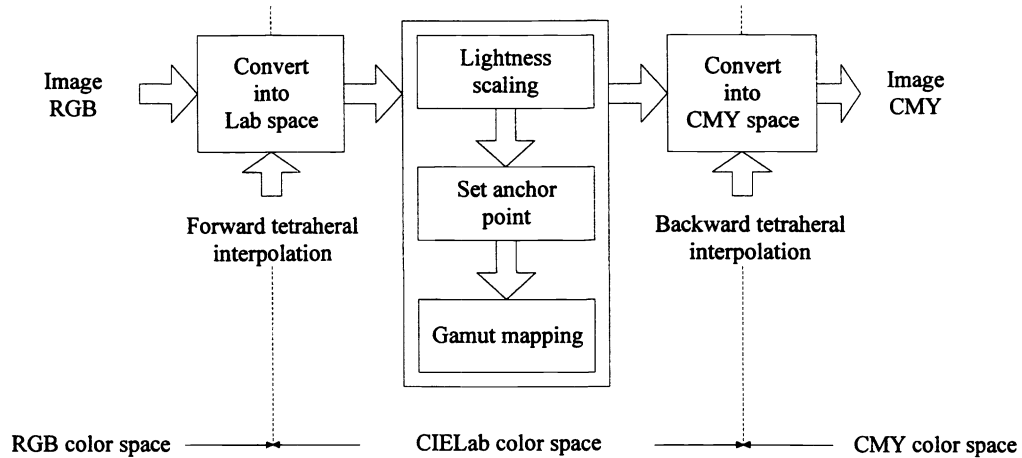 Image
RGB
Convert
into
Lab space
Lightness
scaling
Convert
into
CMY space
Image
CMY
Set anchor
point
Forward tetraheral
interpolation
Backward tetraheral
interpolation
Gamut mapping
RGB color space
CIELab color space
CMY color space